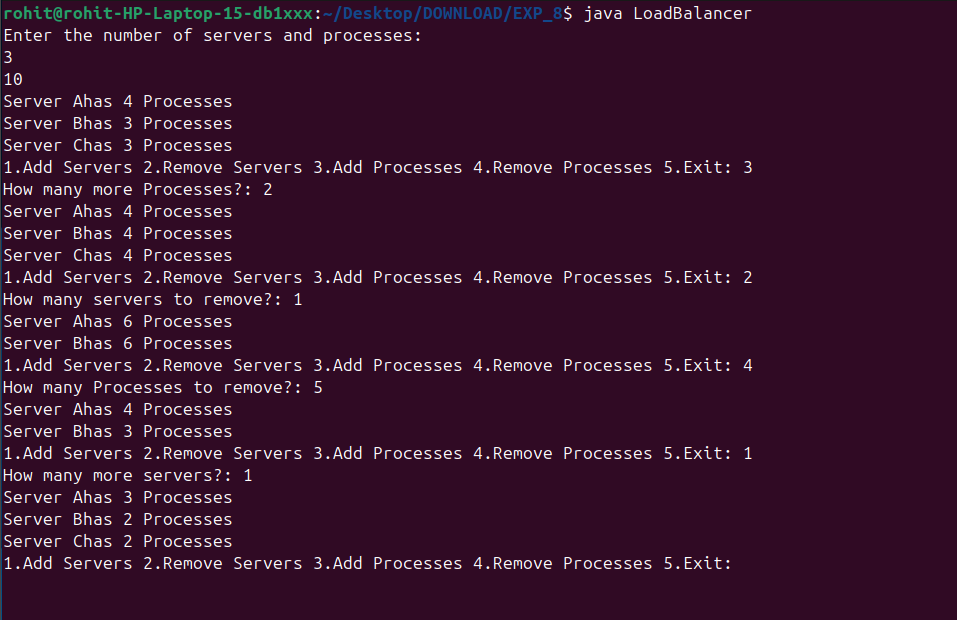 rohit@rohit-HP-Laptop-15-db1xxx:~/Desktop/DOWNLOAD/EXP_8$ java LoadBalancer
Enter the number of servers and processes:
3
10
Server Ahas 4 Processes
Server Bhas 3 Processes
Server Chas 3 Processes
1.Add Servers 2.Remove Servers 3.Add Processes 4.Remove Processes 5.Exit: 3
How many more Processes?: 2
Server Ahas 4 Processes
Server Bhas 4 Processes
Server Chas 4 Processes
1.Add Servers 2.Remove Servers 3.Add Processes 4.Remove Processes 5.Exit: 2
How many servers to remove?: 1
Server Ahas 6 Processes
Server Bhas 6 Processes
1.Add Servers 2.Remove Servers 3.Add Processes 4.Remove Processes 5.Exit: 4
How many Processes to remove?: 5
Server Ahas 4 Processes
Server Bhas 3 Processes
1.Add Servers 2.Remove Servers 3.Add Processes 4.Remove Processes 5.Exit: 1
How many more servers?: 1
Server Ahas 3 Processes
Server Bhas 2 Processes
Server Chas 2 Processes
1.Add Servers 2.Remove Servers 3.Add Processes 4.Remove Processes 5.Exit: